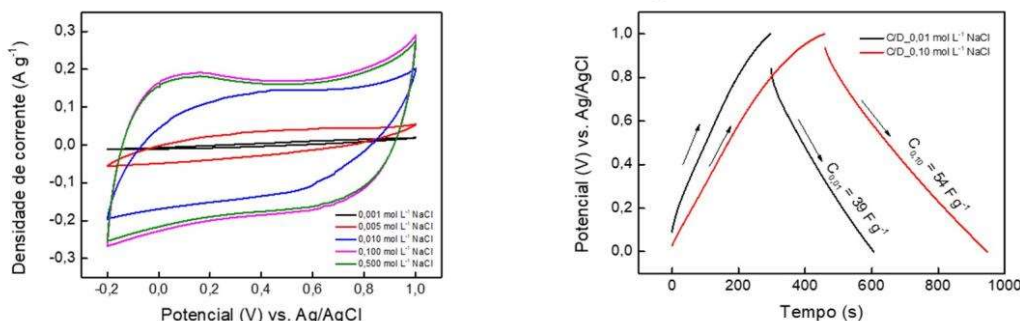 Densidade de corrente (A g⁻¹)
0,3
0,2
0,1
0,0
-0,1
-0,2
-0,3
0,001 mol L⁻¹ NaCl
0,005 mol L⁻¹ NaCl
0,010 mol L⁻¹ NaCl
0,100 mol L⁻¹ NaCl
0,500 mol L⁻¹ NaCl
-0,2 0,0 0,2 0,4 0,6 0,8 1,0
Potencial (V) vs. Ag/AgCl
Potencial (V) vs. Ag/AgCl
1,0
0,8
0,6
0,4
0,2
0,0
C/D_0,01 mol L⁻¹ NaCl
C/D_0,10 mol L⁻¹ NaCl
C0,01 = 39 F g⁻¹
C0,10 = 54 F g⁻¹
0 200 400 600 800 1000
Tempo (s)